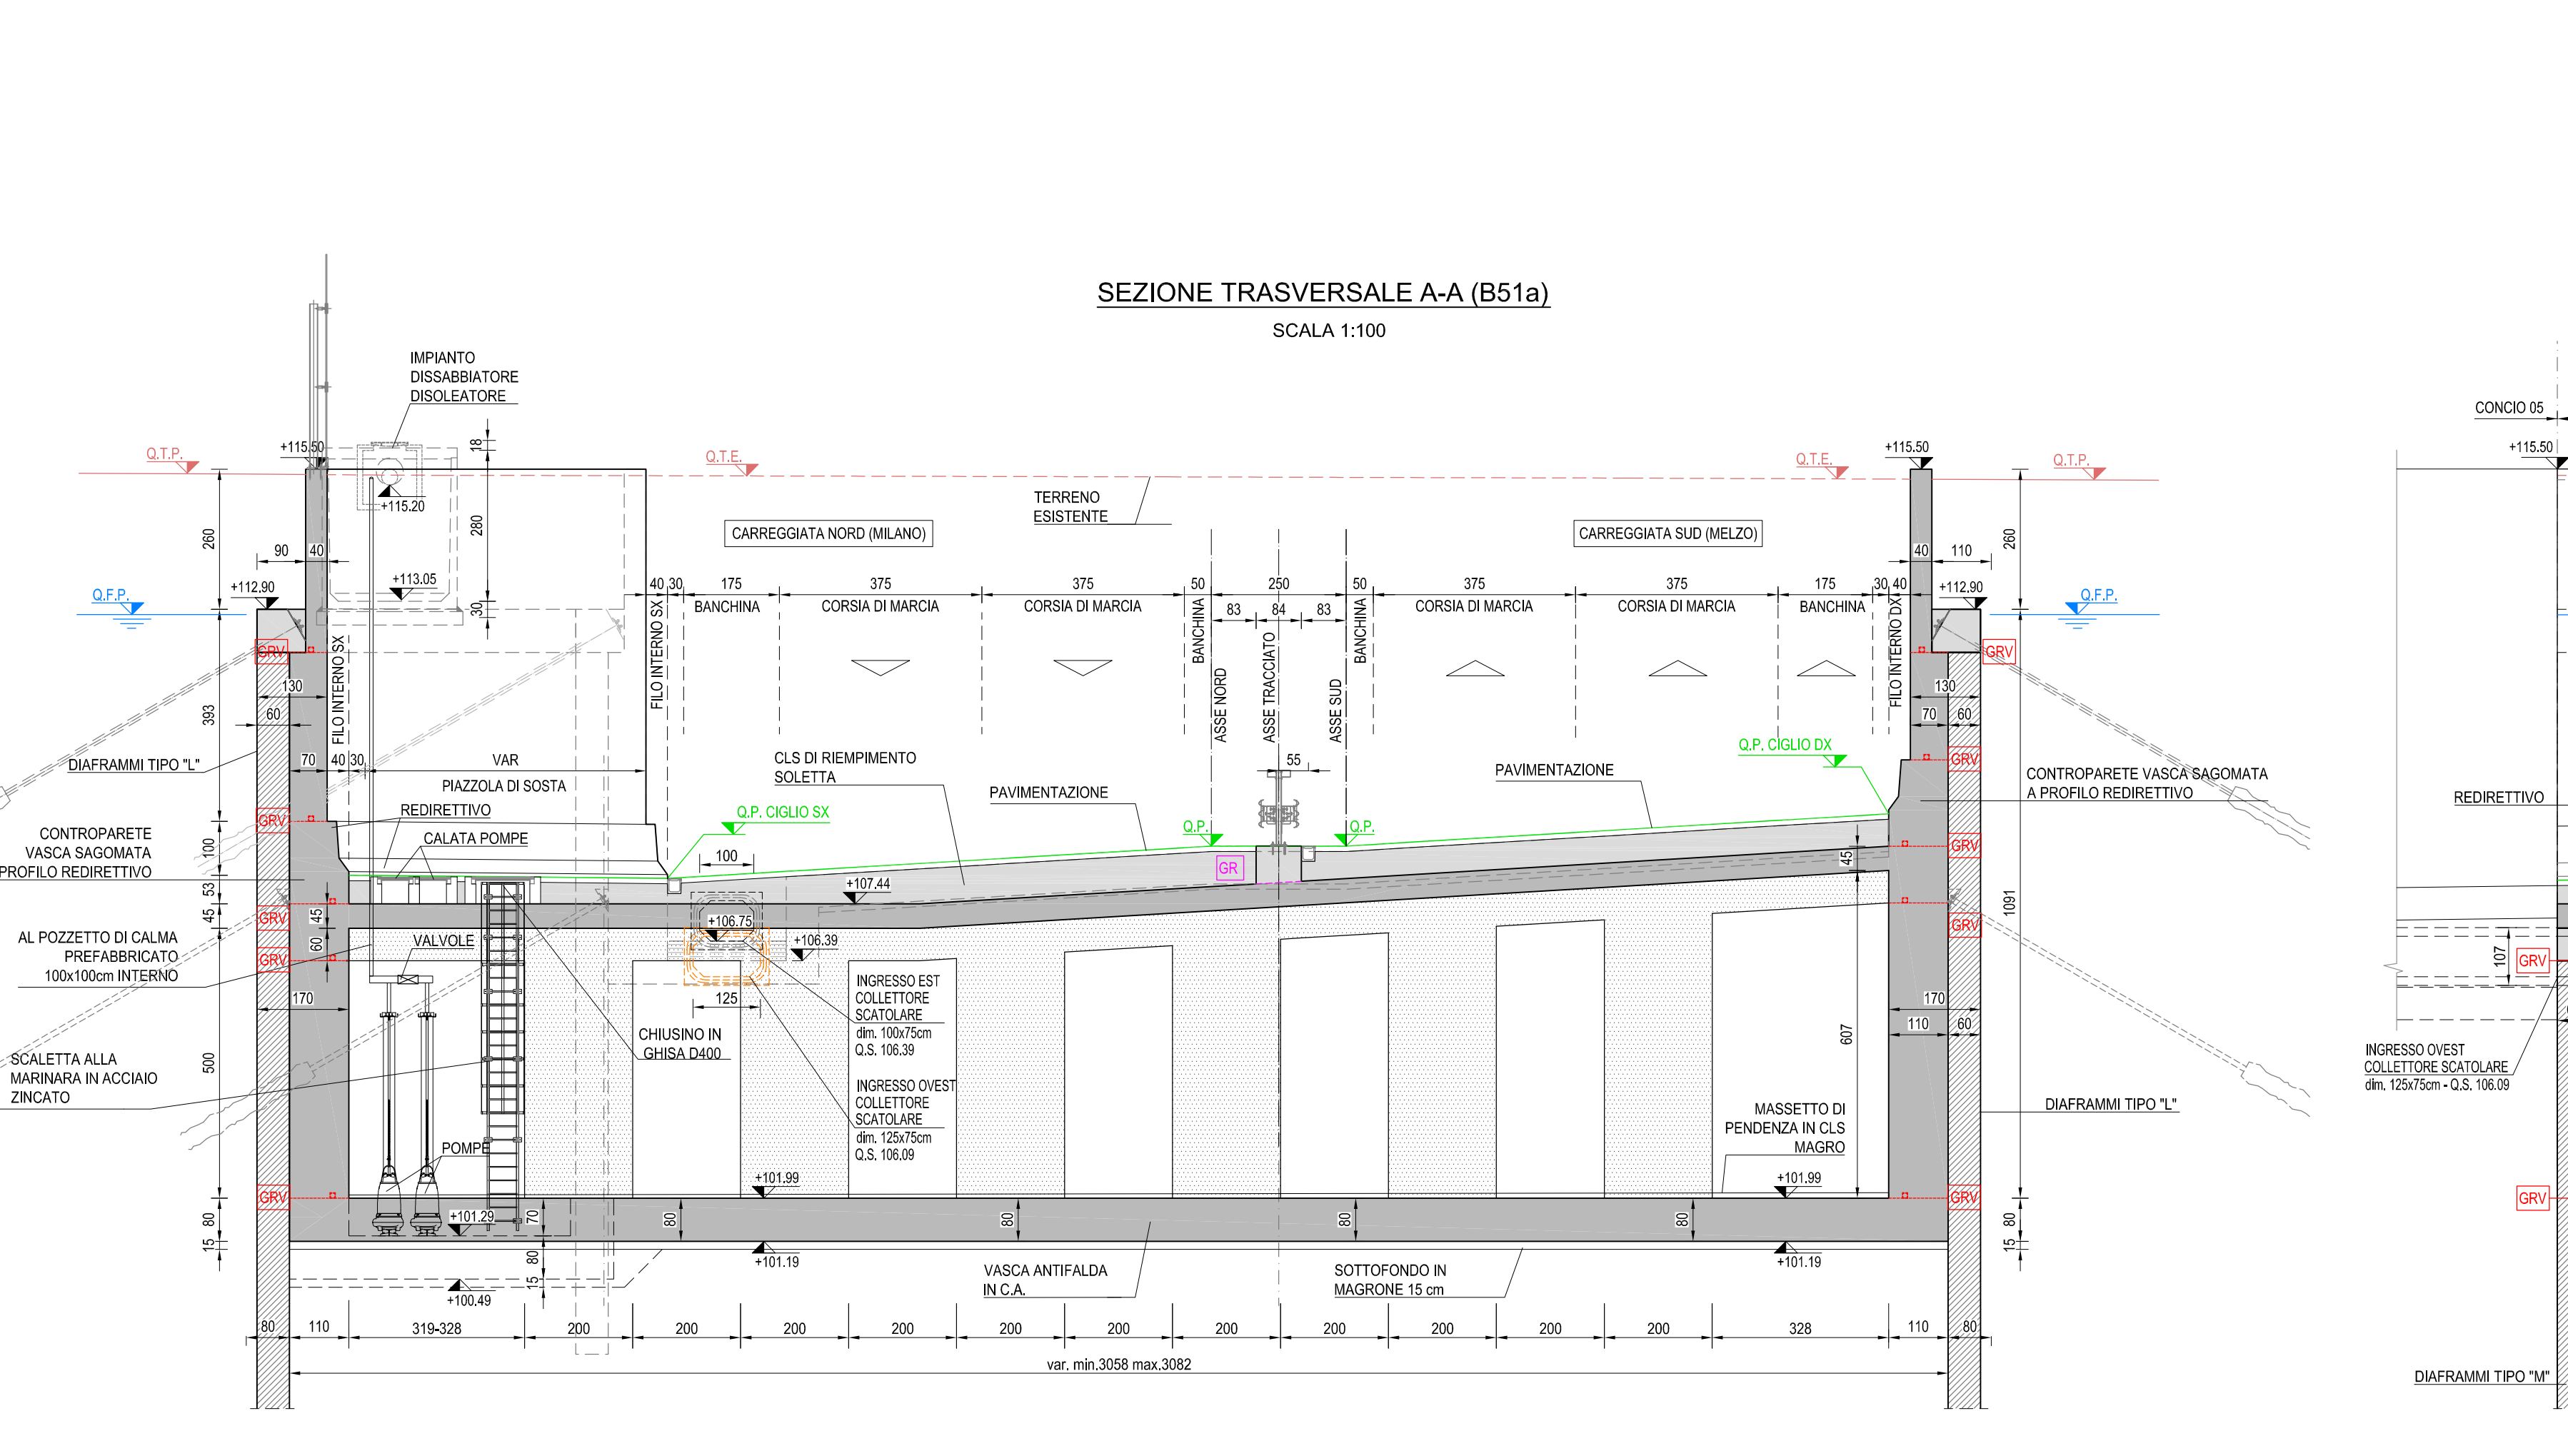 SEZIONE TRASVERSALE A-A (B51a)
SCALA 1:100
IMPIANTO
DISSABBIATORE
DISOLEATORE
CONCIO 05
Q.T.P.
+115.50
18
Q.T.E.
Q.T.E.
+115.50
Q.T.P.
+115.50
+115.20
TERRENO
ESISTENTE
260
280
CARREGGIATA NORD (MILANO)
CARREGGIATA SUD (MELZO)
260
90
40
40
110
+113.05
+112.90
40
30
175
375
375
50
250
50
375
375
175
30
40
+112.90
Q.F.P.
30
BANCHINA
CORSIA DI MARCIA
CORSIA DI MARCIA
83
84
83
CORSIA DI MARCIA
CORSIA DI MARCIA
BANCHINA
Q.F.P.
BANCHINA
BANCHINA
FILO INTERNO SX
FILO INTERNO SX
ASSE NORD
ASSE TRACCIATO
ASSE SUD
FILO INTERNO DX
GRV
GRV
130
130
393
60
70
60
DIAFRAMMI TIPO "L"
70
40
30
VAR
PIAZZOLA DI SOSTA
CLS DI RIEMPIMENTO
SOLETTA
55
Q.P. CIGLIO DX
GRV
PAVIMENTAZIONE
PAVIMENTAZIONE
CONTROPARETE VASCA SAGOMATA
A PROFILO REDIRETTIVO
REDIRETTIVO
REDIRETTIVO
Q.P. CIGLIO SX
GRV
Q.P.
Q.P.
CONTROPARETE
VASCA SAGOMATA
PROFILO REDIRETTIVO
CALATA POMPE
100
100
GR
45
GRV
53
+107.44
45
GRV
45
+106.75
GRV
1091
AL POZZETTO DI CALMA
PREFABBRICATO
100x100cm INTERNO
VALVOLE
60
+106.39
GRV
107
GRV
170
125
INGRESSO EST
COLLETTORE
SCATOLARE
dim. 100x75cm
Q.S. 106.39
170
110
60
607
CHIUSINO IN
GHISA D400
500
SCALETTA ALLA
MARINARA IN ACCIAIO
ZINCATO
INGRESSO OVEST
COLLETTORE
SCATOLARE
dim. 125x75cm
Q.S. 106.09
INGRESSO OVEST
COLLETTORE SCATOLARE
dim. 125x75cm - Q.S. 106.09
MASSETTO DI
PENDENZA IN CLS
MAGRO
DIAFRAMMI TIPO "L"
POMPE
+101.99
+101.99
GRV
GRV
GRV
80
+101.29
70
80
80
80
80
80
15
80
+101.19
+101.19
15
15
+100.49
VASCA ANTIFALDA
IN C.A.
SOTTOFONDO IN
MAGRONE 15 cm
80
110
319-328
200
200
200
200
200
200
200
200
200
200
200
328
110
80
var. min.3058 max.3082
DIAFRAMMI TIPO "M"